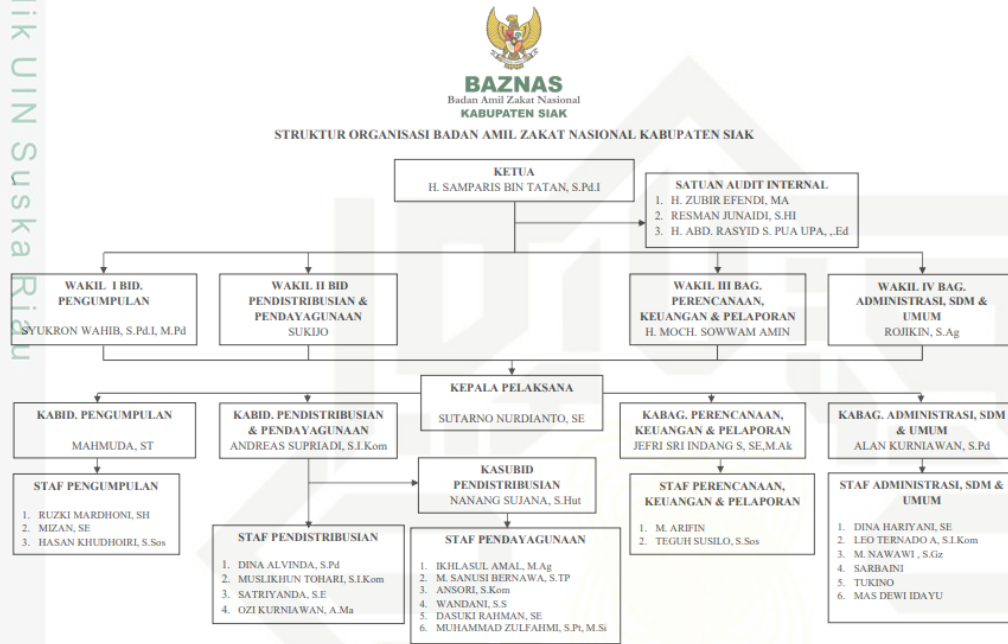 lik UIN Suska Riau
BAZNAS
Badan Amil Zakat Nasional
KABUPATEN SIAK
STRUKTUR ORGANISASI BADAN AMIL ZAKAT NASIONAL KABUPATEN SIAK
KETUA
H. SAMPARIS BIN TATAN, S.Pd.I
SATUAN AUDIT INTERNAL
1. H. ZUBIR EFENDI, MA
2. RESMAN JUNAIDI, S.HI
3. H. ABD. RASYID S. PUA UPA, ,.Ed
WAKIL I BID.
PENGUMPULAN
SYUKRON WAHIB, S.Pd.I, M.Pd
WAKIL II BID
PENDISTRIBUSIAN &
PENDAYAGUNAAN
SUKIJO
WAKIL III BAG.
PERENCANAAN,
KEUANGAN & PELAPORAN
H. MOCH. SOWWAM AMIN
WAKIL IV BAG.
ADMINISTRASI, SDM &
UMUM
ROJIKIN, S.Ag
KEPALA PELAKSANA
SUTARNO NURDIANTO, SE
KABID. PENGUMPULAN
MAHMUDA, ST
KABID. PENDISTRIBUSIAN
& PENDAYAGUNAAN
ANDREAS SUPRIADI, S.I.Kom
KABAG. PERENCANAAN,
KEUANGAN & PELAPORAN
JEFRI SRI INDANG S, SE,M.Ak
KABAG. ADMINISTRASI, SDM
& UMUM
ALAN KURNIAWAN, S.Pd
KASUBID
PENDISTRIBUSIAN
NANANG SUJANA, S.Hut
STAF PENGUMPULAN
1. RUZKI MARDHONI, SH
2. MIZAN, SE
3. HASAN KHUDHOIRI, S.Sos
STAF PENDISTRIBUSIAN
1. DINA ALVINDA, S.Pd
2. MUSLIKHUN TOHARI, S.I.Kom
3. SATRIYANDA, S.E
4. OZI KURNIAWAN, A.Ma
STAF PENDAYAGUNAAN
1. IKHLASUL AMAL, M.Ag
2. M. SANUSI BERNAWA, S.TP
3. ANSORI, S.Kom
4. WANDANI, S.S
5. DASUKI RAHMAN, SE
6. MUHAMMAD ZULFAHMI, S.Pt, M.Si
STAF PERENCANAAN,
KEUANGAN & PELAPORAN
1. M. ARIFIN
2. TEGUH SUSILO, S.Sos
STAF ADMINISTRASI, SDM &
UMUM
1. DINA HARIYANI, SE
2. LEO TERNADO A, S.I.Kom
3. M. NAWAWI , S.Gz
4. SARBAINI
5. TUKINO
6. MAS DEWI IDAYU